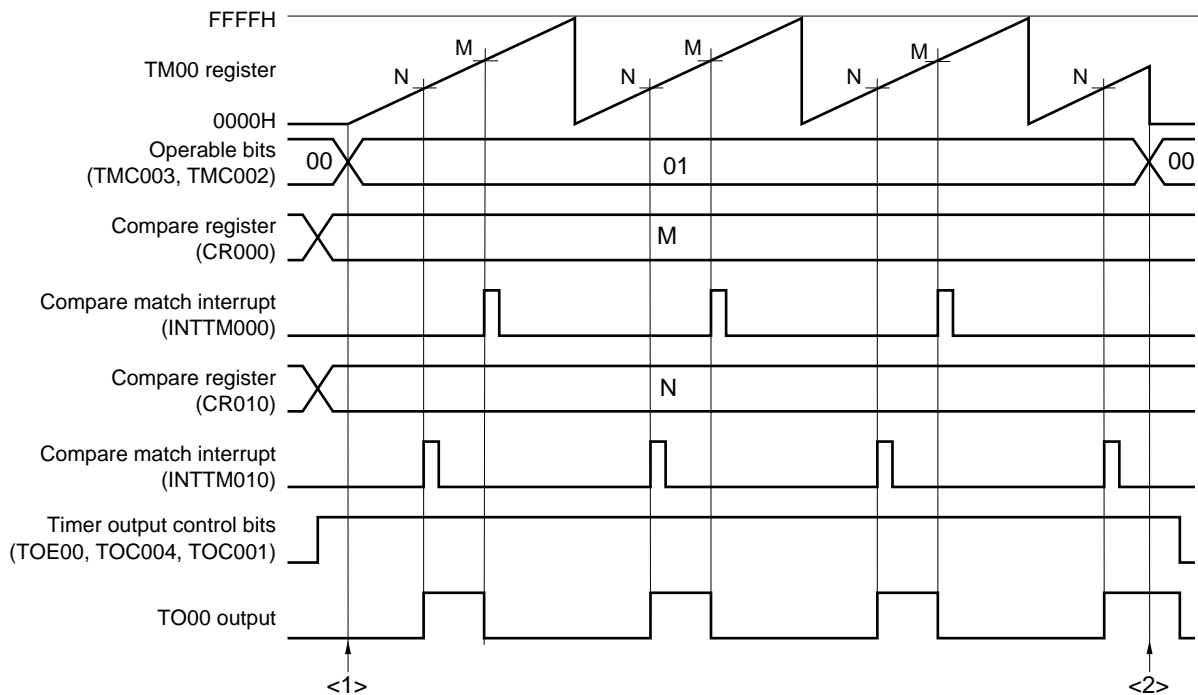 FFFFH
TM00 register
M
N
M
N
M
N
N
0000H
Operable bits
(TMC003, TMC002)
00
01
00
Compare register
(CR000)
M
Compare match interrupt
(INTTM000)
Compare register
(CR010)
N
Compare match interrupt
(INTTM010)
Timer output control bits
(TOE00, TOC004, TOC001)
TO00 output
<1>
<2>